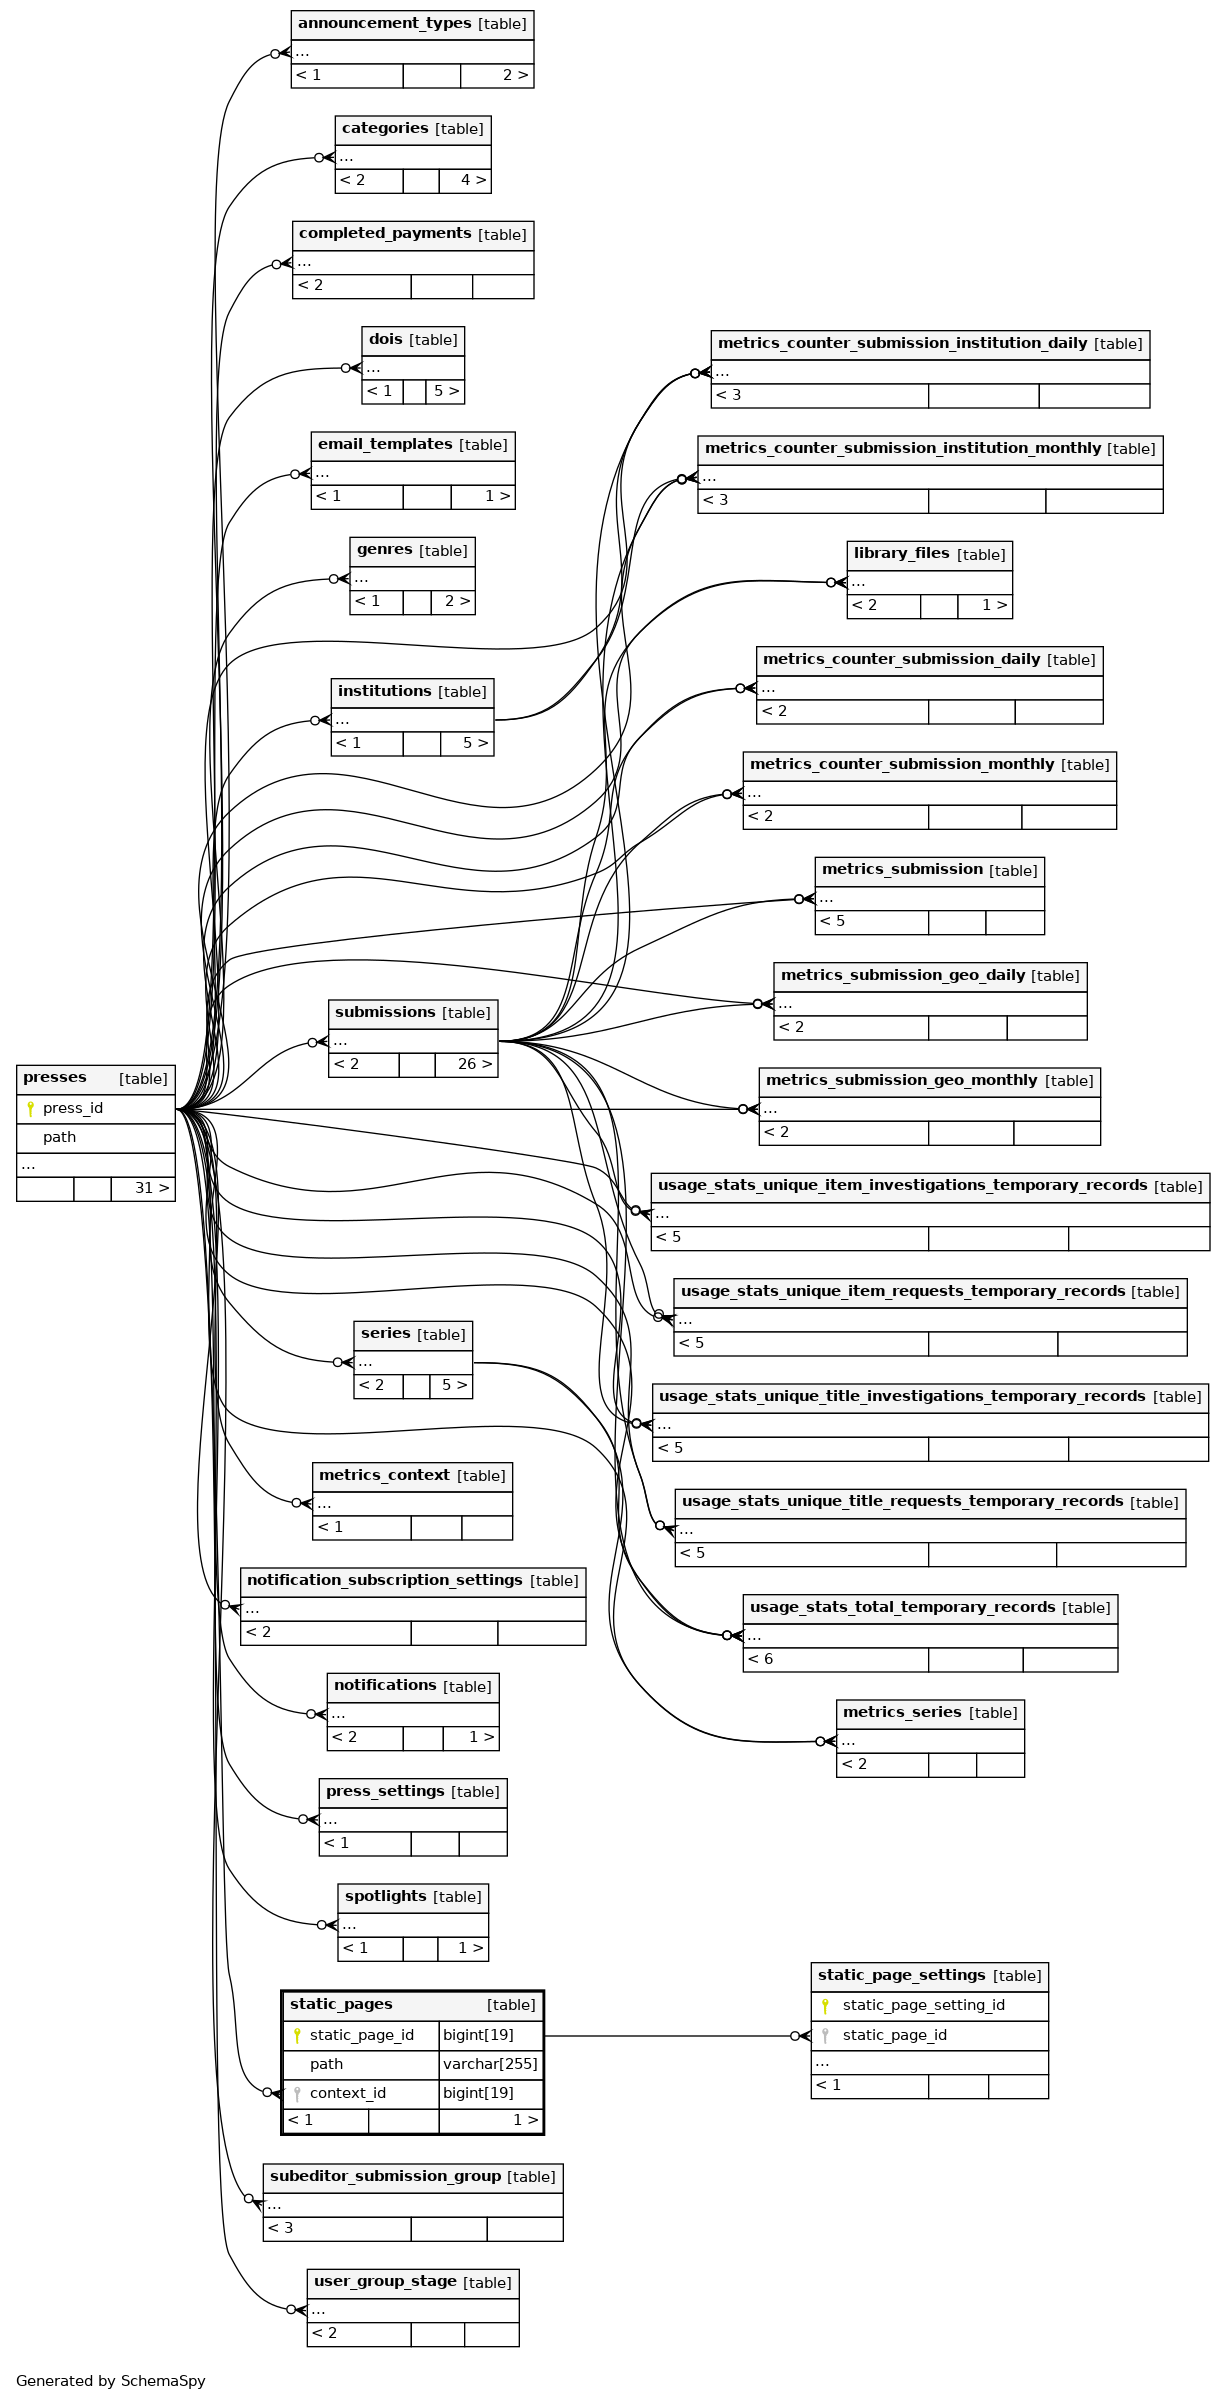 announcement_types [table]
...
< 1 2 >
categories [table]
...
< 2 4 >
completed_payments [table]
...
< 2
dois [table]
...
< 1 5 >
email_templates [table]
...
< 1 1 >
genres [table]
...
< 1 2 >
institutions [table]
...
< 1 5 >
submissions [table]
...
< 2 26 >
presses [table]
press_id
path
...
31 >
series [table]
...
< 2 5 >
metrics_context [table]
...
< 1
notification_subscription_settings [table]
...
< 2
notifications [table]
...
< 2 1 >
press_settings [table]
...
< 1
spotlights [table]
...
< 1 1 >
static_pages [table]
static_page_id bigint[19]
path varchar[255]
context_id bigint[19]
< 1 1 >
subeditor_submission_group [table]
...
< 3
user_group_stage [table]
...
< 2
metrics_counter_submission_institution_daily [table]
...
< 3
metrics_counter_submission_institution_monthly [table]
...
< 3
library_files [table]
...
< 2 1 >
metrics_counter_submission_daily [table]
...
< 2
metrics_counter_submission_monthly [table]
...
< 2
metrics_submission [table]
...
< 5
metrics_submission_geo_daily [table]
...
< 2
metrics_submission_geo_monthly [table]
...
< 2
usage_stats_unique_item_investigations_temporary_records [table]
...
< 5
usage_stats_unique_item_requests_temporary_records [table]
...
< 5
usage_stats_unique_title_investigations_temporary_records [table]
...
< 5
usage_stats_unique_title_requests_temporary_records [table]
...
< 5
usage_stats_total_temporary_records [table]
...
< 6
metrics_series [table]
...
< 2
static_page_settings [table]
static_page_setting_id
static_page_id
...
< 1
Generated by SchemaSpy